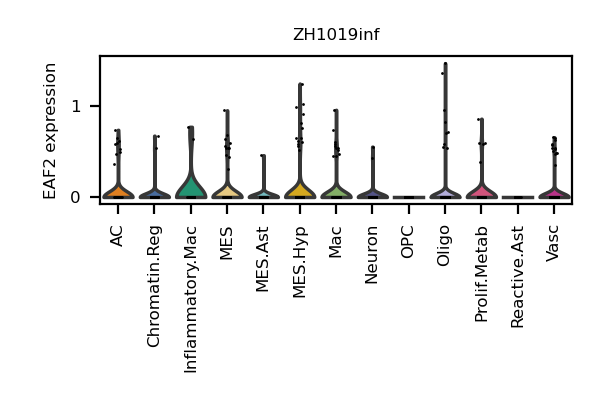 ZH1019inf
EAF2 expression
1
0
AC
Chromatin.Reg
Inflammatory.Mac
MES
MES.Ast
MES.Hyp
Mac
Neuron
OPC
Oligo
Prolif.Metab
Reactive.Ast
Vasc